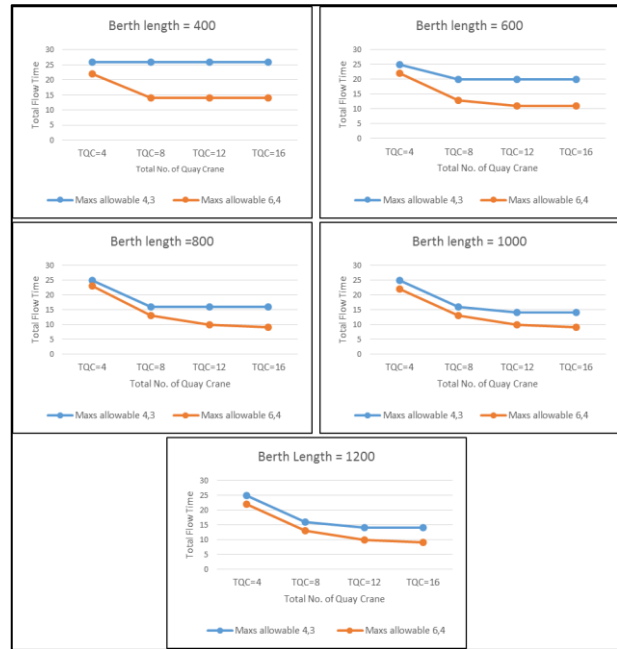 Berth length = 400
30
25
20
15
10
5
0
Total Flow Time
TQC=4 TQC=8 TQC=12 TQC=16
Total No. of Quay Crane
Maxs allowable 4,3 Maxs allowable 6,4
Berth length = 600
30
25
20
15
10
5
0
Total Flow Time
TQC=4 TQC=8 TQC=12 TQC=16
Total No. of Quay Crane
Maxs allowable 4,3 Maxs allowable 6,4
Berth length =800
30
25
20
15
10
5
0
Total Flow Time
TQC=4 TQC=8 TQC=12 TQC=16
Total No. of Quay Crane
Maxs allowable 4,3 Maxs allowable 6,4
Berth length = 1000
30
25
20
15
10
5
0
Total Flow Time
TQC=4 TQC=8 TQC=12 TQC=16
Total No. of Quay Crane
Maxs allowable 4,3 Maxs allowable 6,4
Berth Length = 1200
30
25
20
15
10
5
0
Total Flow Time
TQC=4 TQC=8 TQC=12 TQC=16
Total No. of Quay Crane
Maxs allowable 4,3 Maxs allowable 6,4